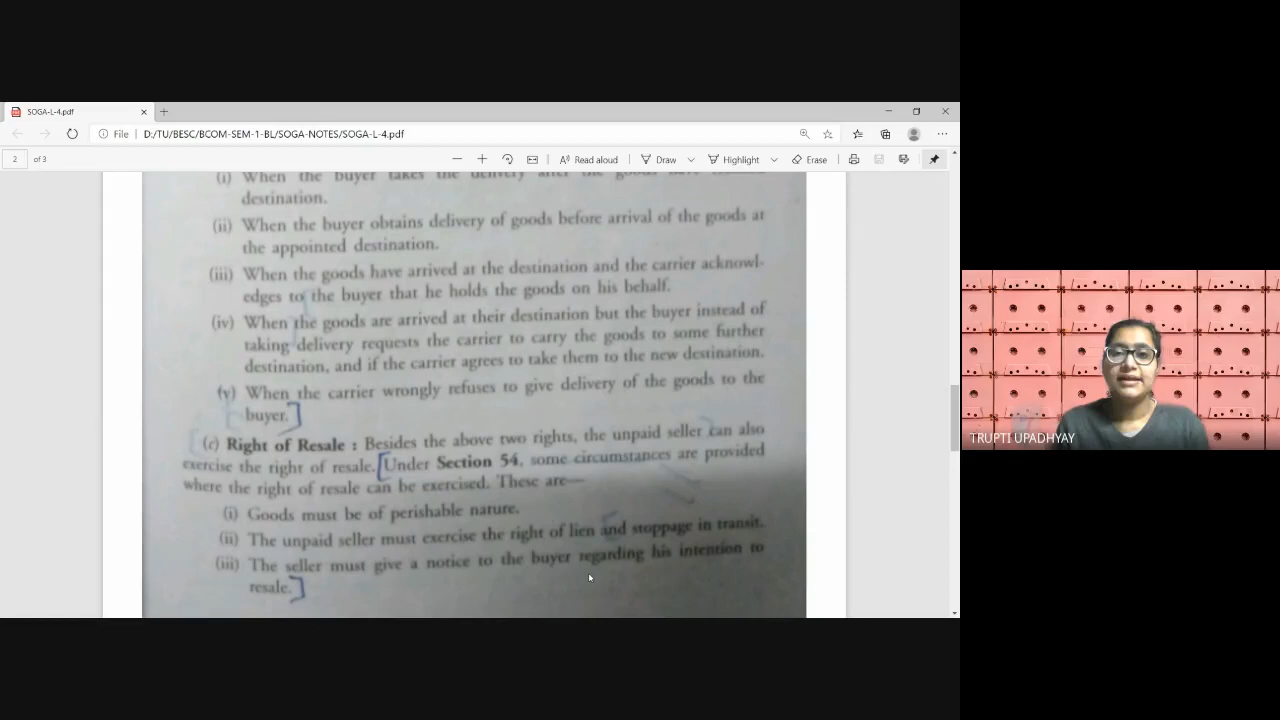 SOGA-L-4.pdf
File D:/TU/BESC/BCOM-SEM-1-BL/SOGA-NOTES/SOGA-L-4.pdf
2 of 3
Read aloud
Draw
Highlight
Erase
(i) When the buyer takes the delivery after the goods have
destination.
(ii) When the buyer obtains delivery of goods before arrival of the goods at
the appointed destination.
(iii) When the goods have arrived at the destination and the carrier acknowl-
edges to the buyer that he holds the goods on his behalf.
(iv) When the goods are arrived at their destination but the buyer instead of
taking delivery requests the carrier to carry the goods to some further
destination, and if the carrier agrees to take them to the new destination.
(v) When the carrier wrongly refuses to give delivery of the goods to the
buyer.
(c) Right of Resale : Besides the above two rights, the unpaid seller can also
exercise the right of resale. Under Section 54, some circumstances are provided
where the right of resale can be exercised. These are—
(i) Goods must be of perishable nature.
(ii) The unpaid seller must exercise the right of lien and stoppage in transit.
(iii) The seller must give a notice to the buyer regarding his intention to
resale.
TRUPTI UPADHYAY